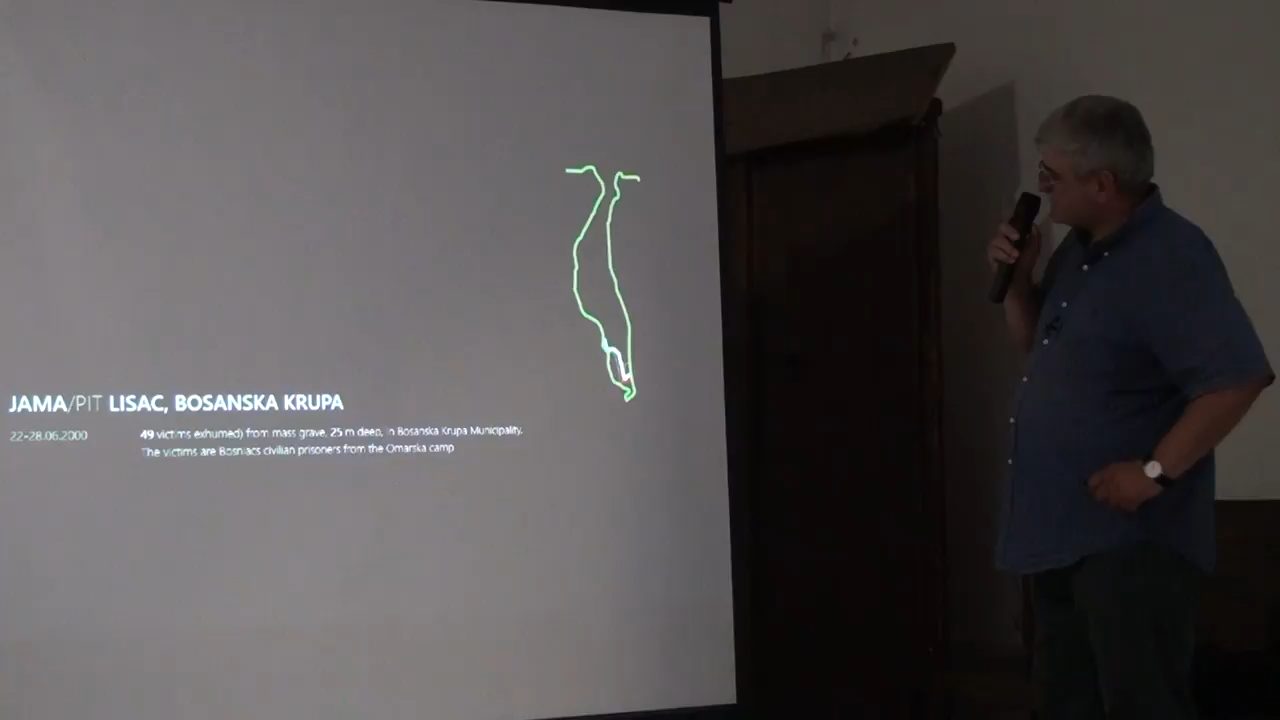 JAMA/PIT LISAC, BOSANSKA KRUPA
22-28.06.2000
49 victims exhumed) from mass grave, 25 m deep, in Bosanska Krupa Municipality.
The victims are Bosniacs civilian prisoners from the Omarska camp